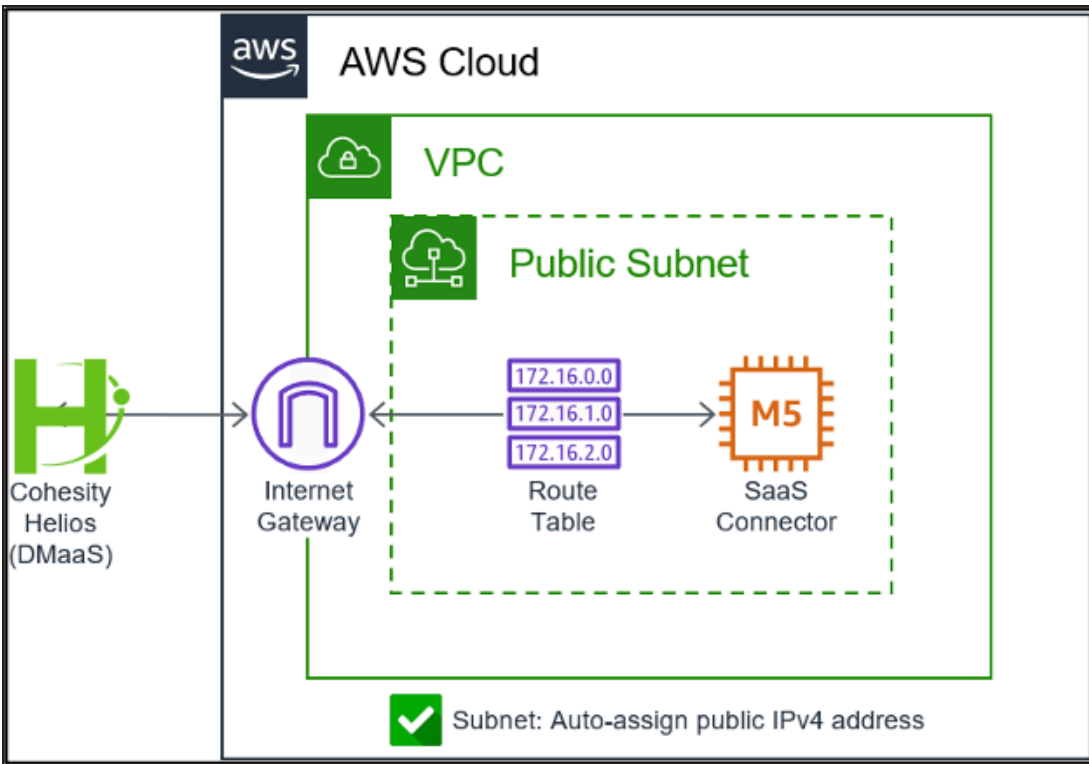 aws
AWS Cloud
VPC
Public Subnet
172.16.0.0
172.16.1.0
172.16.2.0
M5
Cohesity
Helios
(DMaaS)
Internet
Gateway
Route
Table
SaaS
Connector
Subnet: Auto-assign public IPv4 address